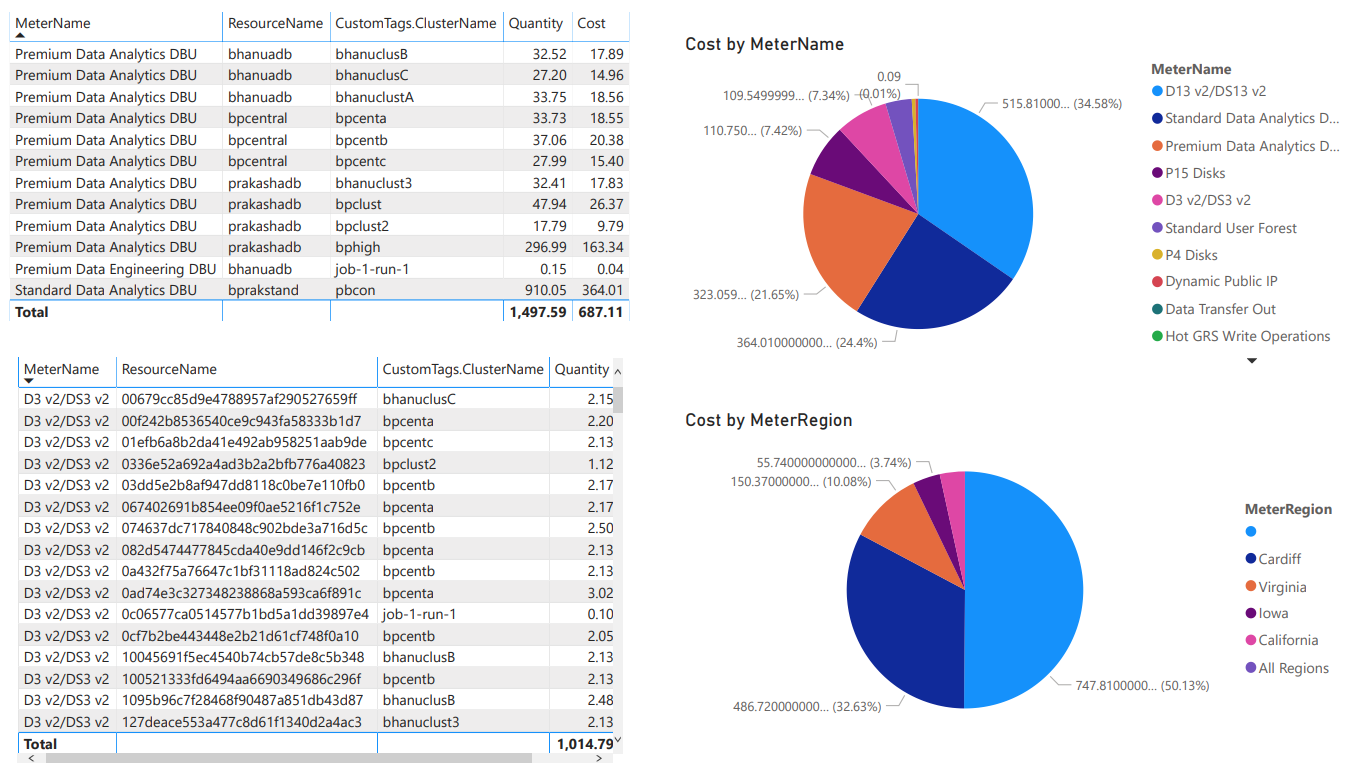 MeterName ResourceName CustomTags.ClusterName Quantity Cost
Premium Data Analytics DBU bhanuadb bhanuclusB 32.52 17.89
Premium Data Analytics DBU bhanuadb bhanuclusC 27.20 14.96
Premium Data Analytics DBU bhanuadb bhanuclustA 33.75 18.56
Premium Data Analytics DBU bpcentral bpcenta 33.73 18.55
Premium Data Analytics DBU bpcentral bpcentb 37.06 20.38
Premium Data Analytics DBU bpcentral bpcentc 27.99 15.40
Premium Data Analytics DBU prakashadb bhanuclust3 32.41 17.83
Premium Data Analytics DBU prakashadb bpclust 47.94 26.37
Premium Data Analytics DBU prakashadb bpclust2 17.79 9.79
Premium Data Analytics DBU prakashadb bphigh 296.99 163.34
Premium Data Engineering DBU bhanuadb job-1-run-1 0.15 0.04
Standard Data Analytics DBU bprakstand pbcon 910.05 364.01
Total 1,497.59 687.11
MeterName ResourceName CustomTags.ClusterName Quantity
D3 v2/DS3 v2 00679cc85d9e4788957af290527659ff bhanuclusC 2.15
D3 v2/DS3 v2 00f242b8536540ce9c943fa58333b1d7 bpcenta 2.20
D3 v2/DS3 v2 01efb6a8b2da41e492ab958251aab9de bpcentc 2.13
D3 v2/DS3 v2 0336e52a692a4ad3b2a2bfb776a40823 bpclust2 1.12
D3 v2/DS3 v2 03dd5e2b8af947dd8118c0be7e110fb0 bpcentb 2.17
D3 v2/DS3 v2 067402691b854ee09f0ae5216f1c752e bpcenta 2.17
D3 v2/DS3 v2 074637dc717840848c902bde3a716d5c bpcentb 2.50
D3 v2/DS3 v2 082d5474477845cda40e9dd146f2c9cb bpcenta 2.13
D3 v2/DS3 v2 0a432f75a76647c1bf31118ad824c502 bpcentb 2.13
D3 v2/DS3 v2 0ad74e3c327348238868a593ca6f891c bpcenta 3.02
D3 v2/DS3 v2 0c06577ca0514577b1bd5a1dd39897e4 job-1-run-1 0.10
D3 v2/DS3 v2 0cf7b2be443448e2b21d61cf748f0a10 bpcentb 2.05
D3 v2/DS3 v2 10045691f5ec4540b74cb57de8c5b348 bhanuclusB 2.13
D3 v2/DS3 v2 100521333fd6494aa6690349686c296f bpcentb 2.13
D3 v2/DS3 v2 1095b96c7f28468f90487a851db43d87 bhanuclusB 2.48
D3 v2/DS3 v2 127deace553a477c8d61f1340d2a4ac3 bhanuclust3 2.13
Total 1,014.79
Cost by MeterName
0.09
(0.01%)
109.5499999... (7.34%)
515.81000... (34.58%)
110.750... (7.42%)
323.059... (21.65%)
364.010000000... (24.4%)
MeterName
D13 v2/DS13 v2
Standard Data Analytics D...
Premium Data Analytics D...
P15 Disks
D3 v2/DS3 v2
Standard User Forest
P4 Disks
Dynamic Public IP
Data Transfer Out
Hot GRS Write Operations
Cost by MeterRegion
55.740000000000... (3.74%)
150.37000000... (10.08%)
486.720000000... (32.63%)
747.8100000... (50.13%)
MeterRegion
Cardiff
Virginia
Iowa
California
All Regions